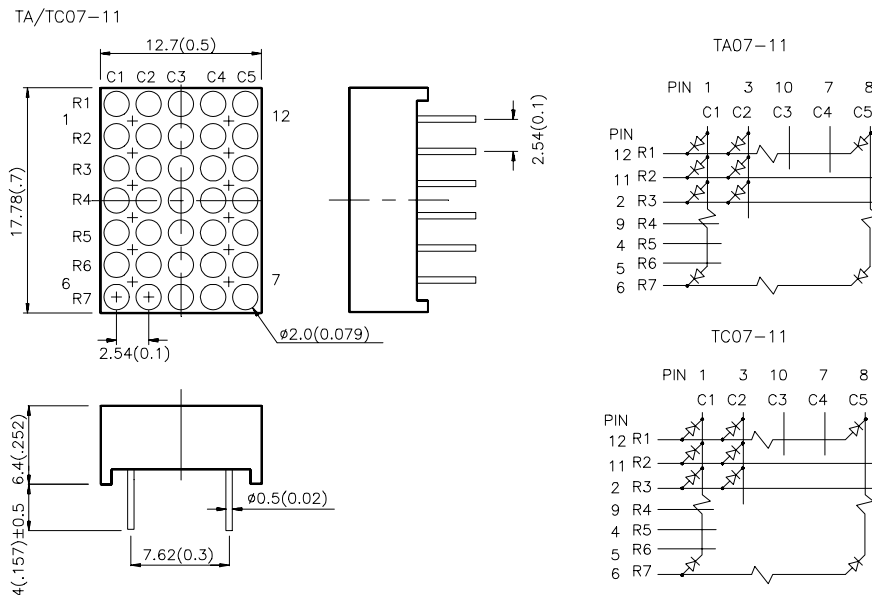 TA/TC07-11
12.7(0.5)
C1 C2 C3 C4 C5
R1
1
12
R2
R3
R4
R5
R6
6
7
R7
17.78(.7)
2.54(0.1)
ø2.0(0.079)
2.54(0.1)
6.4(.252)
4(.157)±0.5
ø0.5(0.02)
7.62(0.3)
TA07-11
PIN 1 3 10 7 8
C1 C2 C3 C4 C5
PIN
12 R1
11 R2
2 R3
9 R4
4 R5
5 R6
6 R7
TC07-11
PIN 1 3 10 7 8
C1 C2 C3 C4 C5
PIN
12 R1
11 R2
2 R3
9 R4
4 R5
5 R6
6 R7